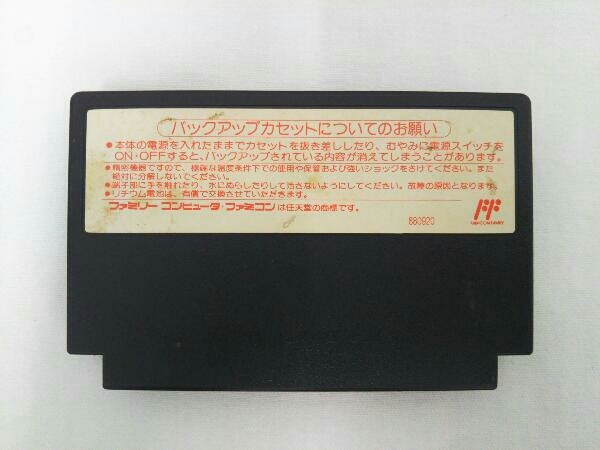 バックアップカセットについてのお願い
●本体の電源を入れたままでカセットを抜き差ししたり、むやみに電源スイッチを
ON・OFFすると、バックアップされている内容が消えてしまうことがあります。
●精密機器ですので、極端な温度条件下での使用や保管および強いショックをさけてください。また
絶対に分解しないでください。
●端子部に手を触れたり、水にぬらしたりして汚さないようにしてください。故障の原因となります。
●リチウム電池は、有償で交換させていただきます。
ファミリーコンピュータ・ファミコンは任天堂の商標です。
880920
FAMICOM FAMILY